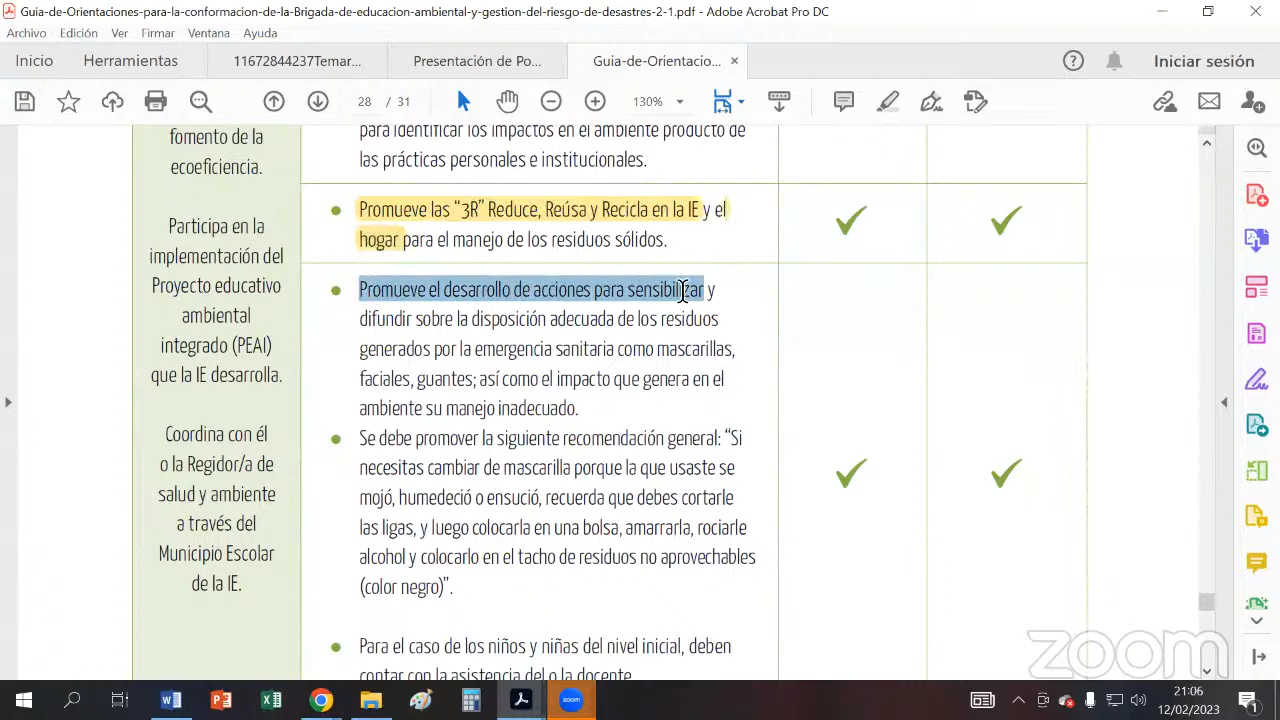 Guia-de-Orientaciones-para-la-conformacion-de-la-Brigada-de-educacion-ambiental-y-gestion-del-riesgo-de-desastres-2-1.pdf - Adobe Acrobat Pro DC
Archivo Edición Ver Firmar Ventana Ayuda
Inicio Herramientas 11672844237Temar... Presentación de Po... Guia-de-Orientacio... × Iniciar sesión
28 / 31 130%
fomento de la
ecoeficiencia.
Participa en la
implementación del
Proyecto educativo
ambiental
integrado (PEAI)
que la IE desarrolla.
Coordina con él
o la Regidor/a de
salud y ambiente
a través del
Municipio Escolar
de la IE.
para identificar los impactos en el ambiente producto de
las prácticas personales e institucionales.
Promueve las “3R” Reduce, Reúsa y Recicla en la IE y el
hogar para el manejo de los residuos sólidos.
Promueve el desarrollo de acciones para sensibilizar y
difundir sobre la disposición adecuada de los residuos
generados por la emergencia sanitaria como mascarillas,
faciales, guantes; así como el impacto que genera en el
ambiente su manejo inadecuado.
Se debe promover la siguiente recomendación general: “Si
necesitas cambiar de mascarilla porque la que usaste se
mojó, humedeció o ensució, recuerda que debes cortarle
las ligas, y luego colocarla en una bolsa, amarrarla, rociarle
alcohol y colocarlo en el tacho de residuos no aprovechables
(color negro)”.
Para el caso de los niños y niñas del nivel inicial, deben
contar con la asistencia del o la docente
zoom
zoom
21:06
12/02/2023
1